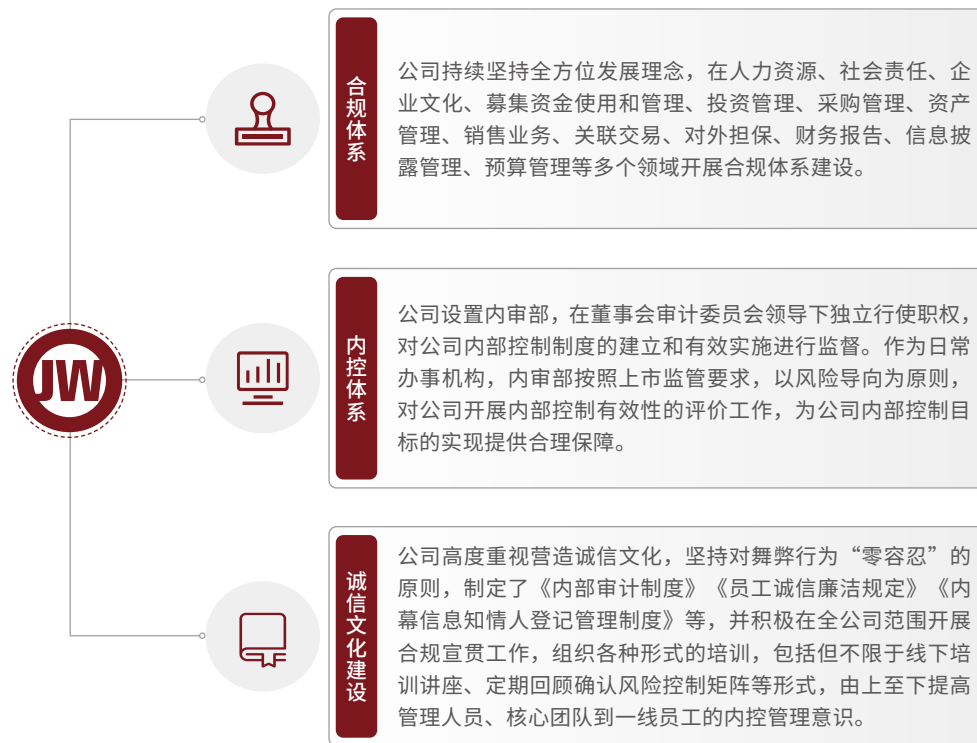 JW
合规体系
公司持续坚持全方位发展理念，在人力资源、社会责任、企
业文化、募集资金使用和管理、投资管理、采购管理、资产
管理、销售业务、关联交易、对外担保、财务报告、信息披
露管理、预算管理等多个领域开展合规体系建设。
内控体系
公司设置内审部，在董事会审计委员会领导下独立行使职权，
对公司内部控制制度的建立和有效实施进行监督。作为日常
办事机构，内审部按照上市监管要求，以风险导向为原则，
对公司开展内部控制有效性的评价工作，为公司内部控制目
标的实现提供合理保障。
诚信文化建设
公司高度重视营造诚信文化，坚持对舞弊行为“零容忍”的
原则，制定了《内部审计制度》《员工诚信廉洁规定》《内
幕信息知情人登记管理制度》等，并积极在全公司范围开展
合规宣贯工作，组织各种形式的培训，包括但不限于线下培
训讲座、定期回顾确认风险控制矩阵等形式，由上至下提高
管理人员、核心团队到一线员工的内控管理意识。